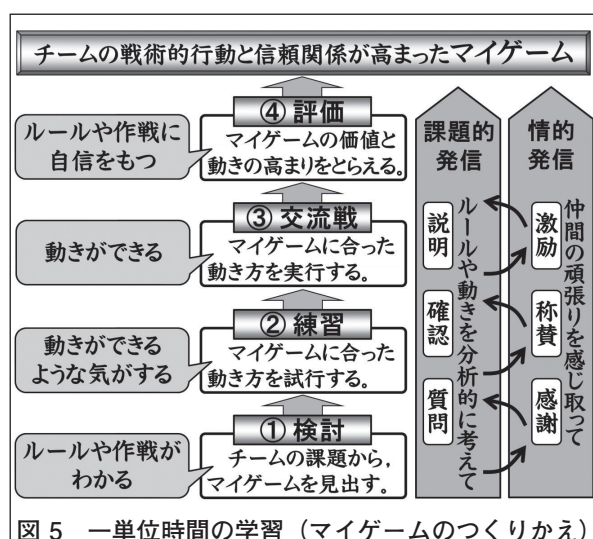 チームの戦術的行動と信頼関係が高まったマイゲーム
④ 評価
マイゲームの価値と
動きの高まりをとらえる。
ルールや作戦に
自信をもつ
③ 交流戦
マイゲームに合った
動き方を実行する。
動きができる
② 練習
マイゲームに合った
動き方を試行する。
動きができる
ような気がする
① 検討
チームの課題から,
マイゲームを見出す。
ルールや作戦が
わかる
課題的
発信
説明
確認
質問
ルールや動きを分析的に考えて
情的
発信
激励
称賛
感謝
仲間の頑張りを感じ取って
図 5 一単位時間の学習（マイゲームのつくりかえ）